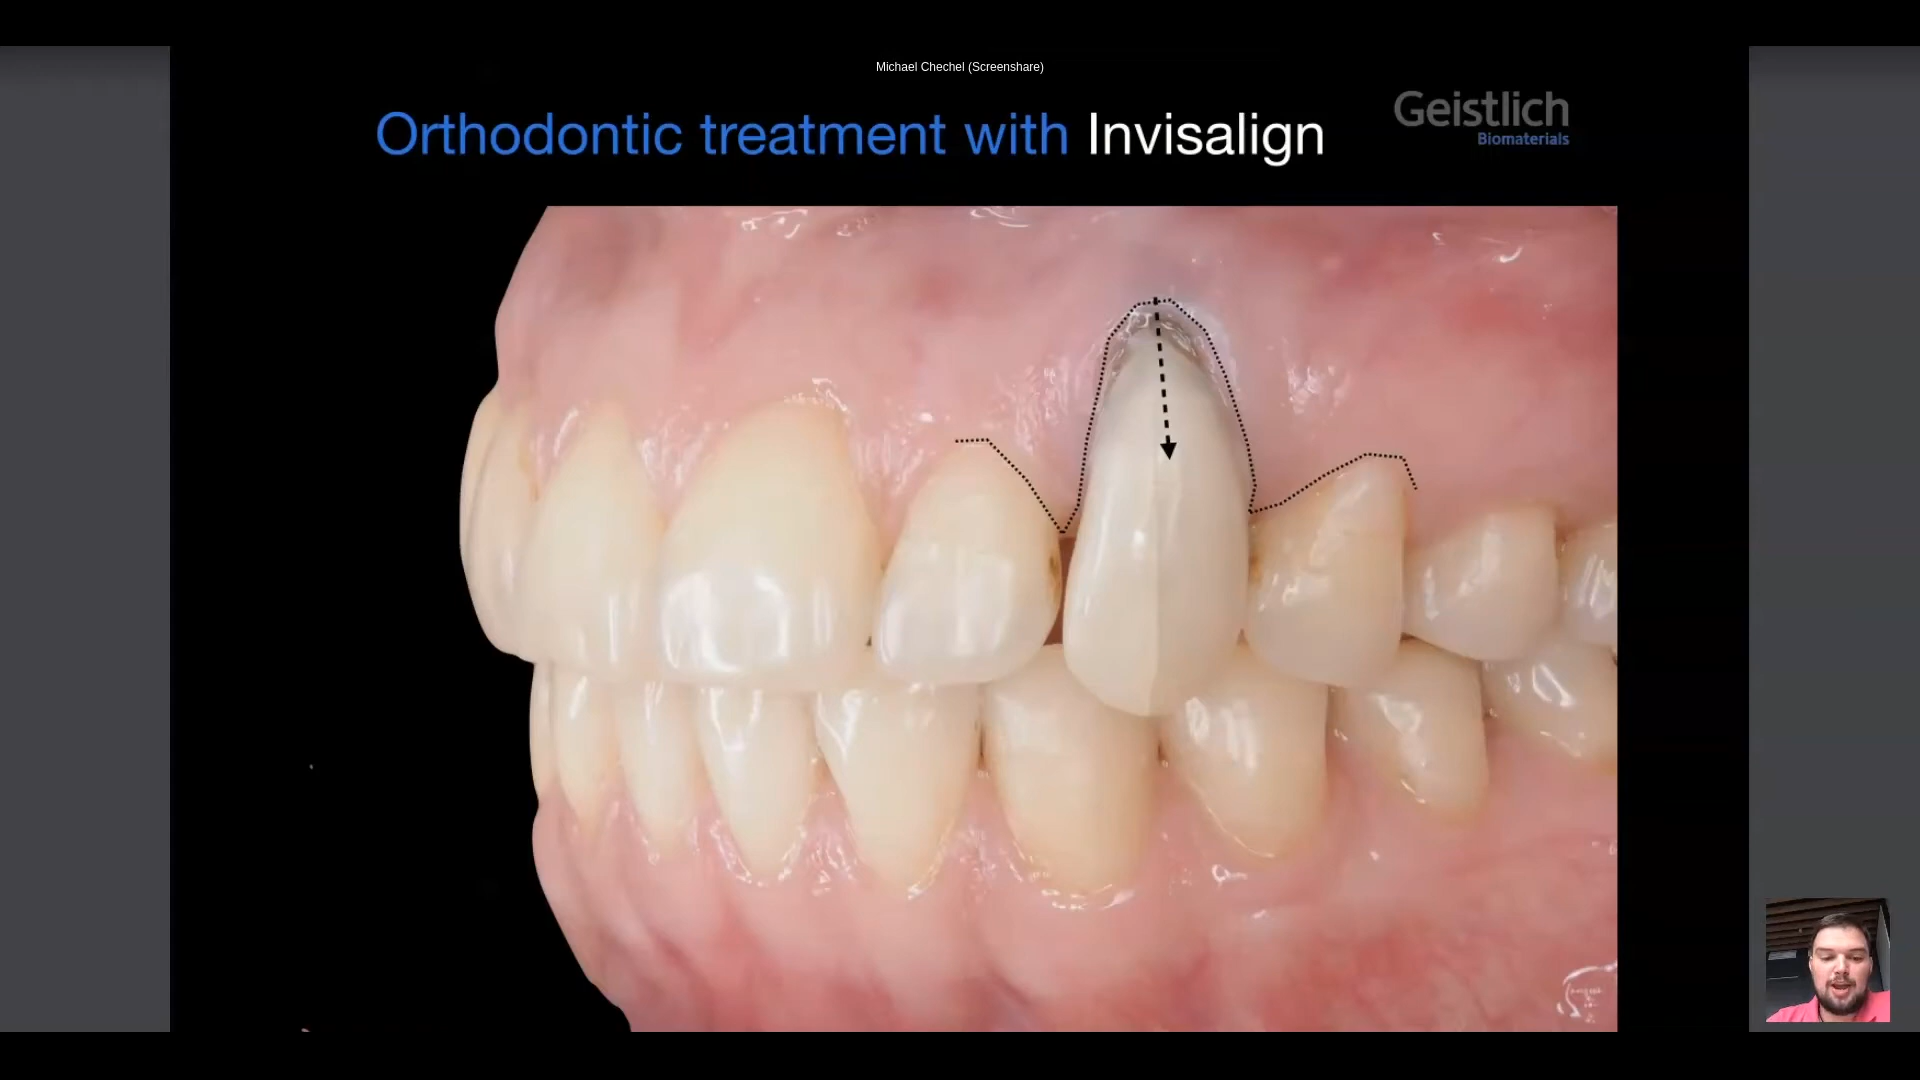 Michael Chechel (Screenshare)
Orthodontic treatment with Invisalign
Geistlich
Biomaterials